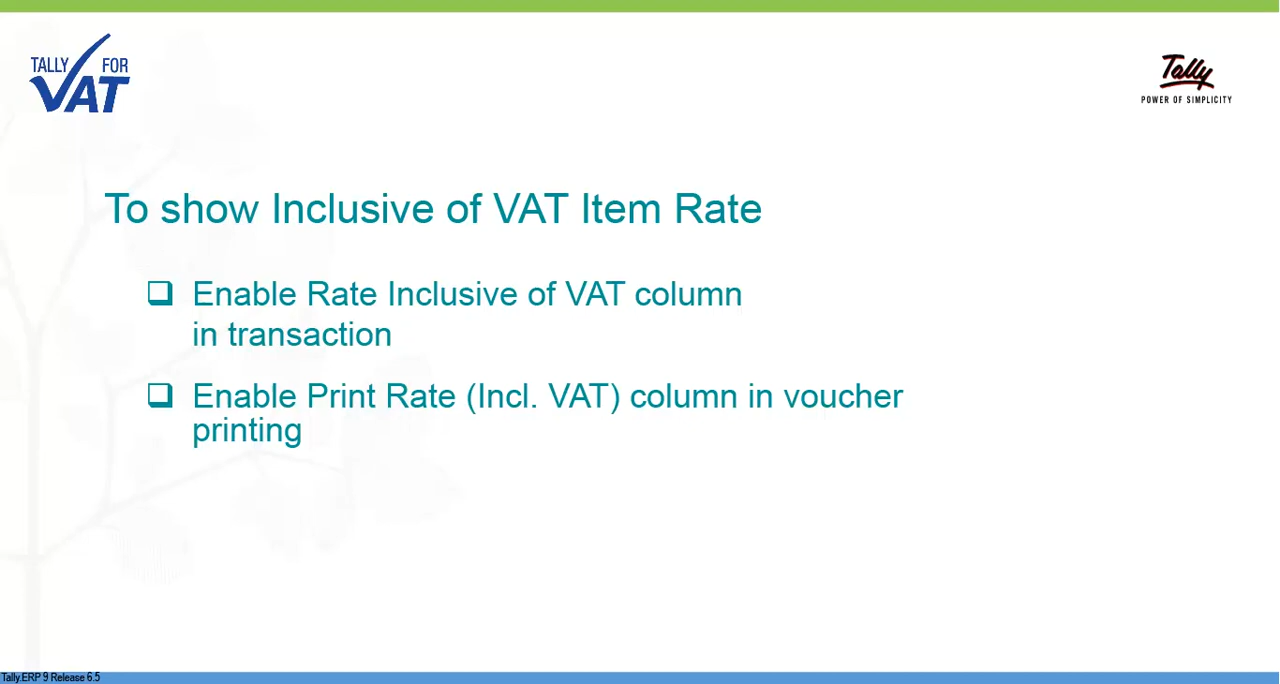 TALLY FOR
VAT
Tally
POWER OF SIMPLICITY
To show Inclusive of VAT Item Rate
❑ Enable Rate Inclusive of VAT column
in transaction
❑ Enable Print Rate (Incl. VAT) column in voucher
printing
Tally.ERP 9 Release 6.5